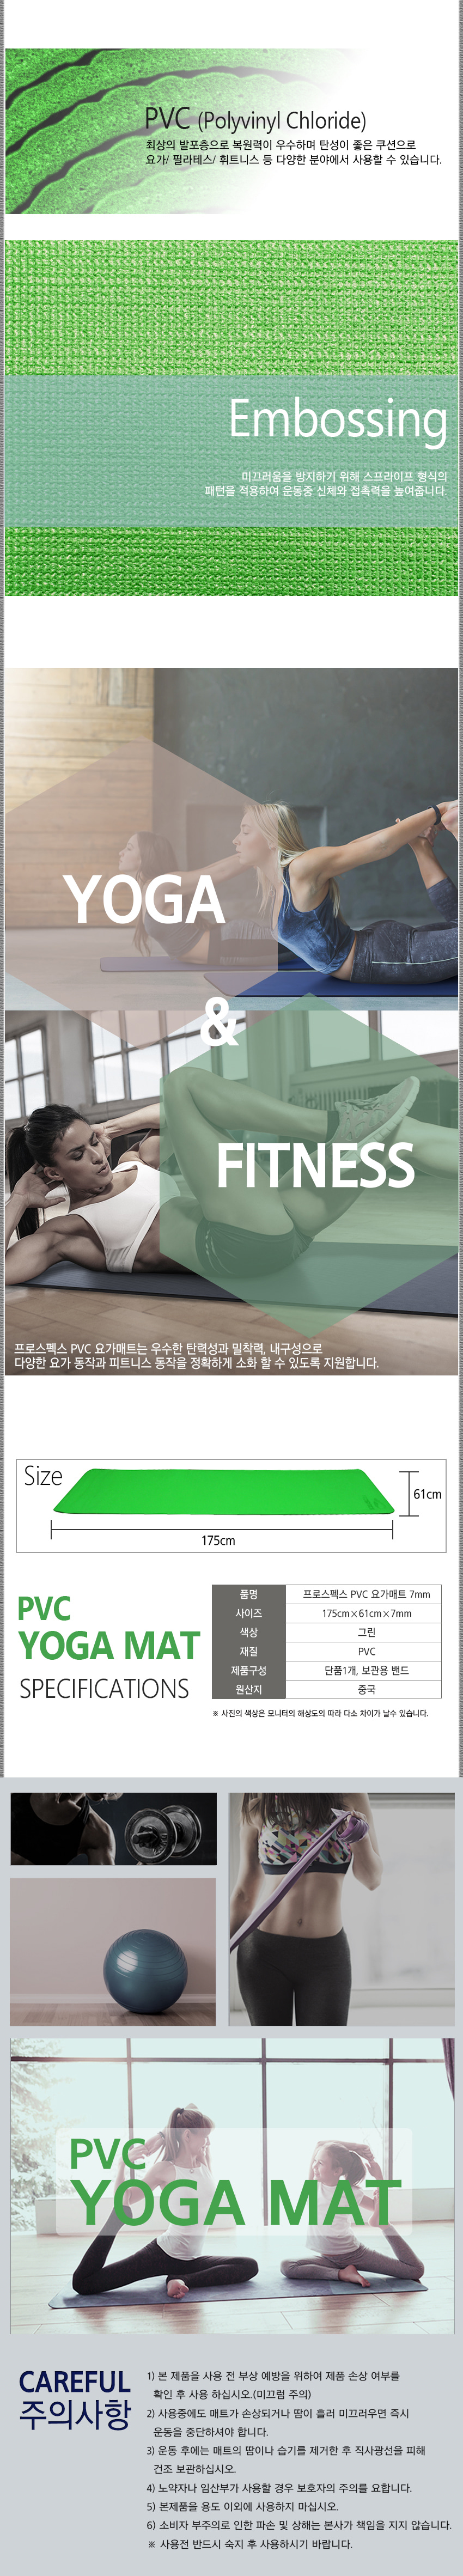 PVC (Polyvinyl Chloride)
최상의 발포층으로 복원력이 우수하며 탄성이 좋은 쿠션으로
요가/ 필라테스/ 휘트니스 등 다양한 분야에서 사용할 수 있습니다.
Embossing
미끄러움을 방지하기 위해 스프라이프 형식의
패턴을 적용하여 운동중 신체와 접촉력을 높여줍니다.
YOGA
&
FITNESS
프로스펙스 PVC 요가매트는 우수한 탄력성과 밀착력, 내구성으로
다양한 요가 동작과 피트니스 동작을 정확하게 소화 할 수 있도록 지원합니다.
Size
61cm
175cm
PVC
YOGA MAT
SPECIFICATIONS
품명 프로스펙스 PVC 요가매트 7mm
사이즈 175cm×61cm×7mm
색상 그린
재질 PVC
제품구성 단품1개, 보관용 밴드
원산지 중국
※ 사진의 색상은 모니터의 해상도의 따라 다소 차이가 날수 있습니다.
PVC
YOGA MAT
CAREFUL
주의사항
1) 본 제품을 사용 전 부상 예방을 위하여 제품 손상 여부를
확인 후 사용 하십시오.(미끄럼 주의)
2) 사용중에도 매트가 손상되거나 땀이 흘러 미끄러우면 즉시
운동을 중단하셔야 합니다.
3) 운동 후에는 매트의 땀이나 습기를 제거한 후 직사광선을 피해
건조 보관하십시오.
4) 노약자나 임산부가 사용할 경우 보호자의 주의를 요합니다.
5) 본제품을 용도 이외에 사용하지 마십시오.
6) 소비자 부주의로 인한 파손 및 상해는 본사가 책임을 지지 않습니다.
※ 사용전 반드시 숙지 후 사용하시기 바랍니다.